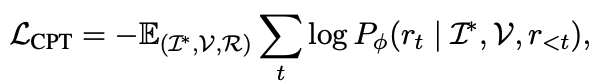 ℒ_CPT = −𝔼_(ℐ*,𝒱,ℛ) ∑_t log P_ϕ(r_t | ℐ*, 𝒱, r_<t),